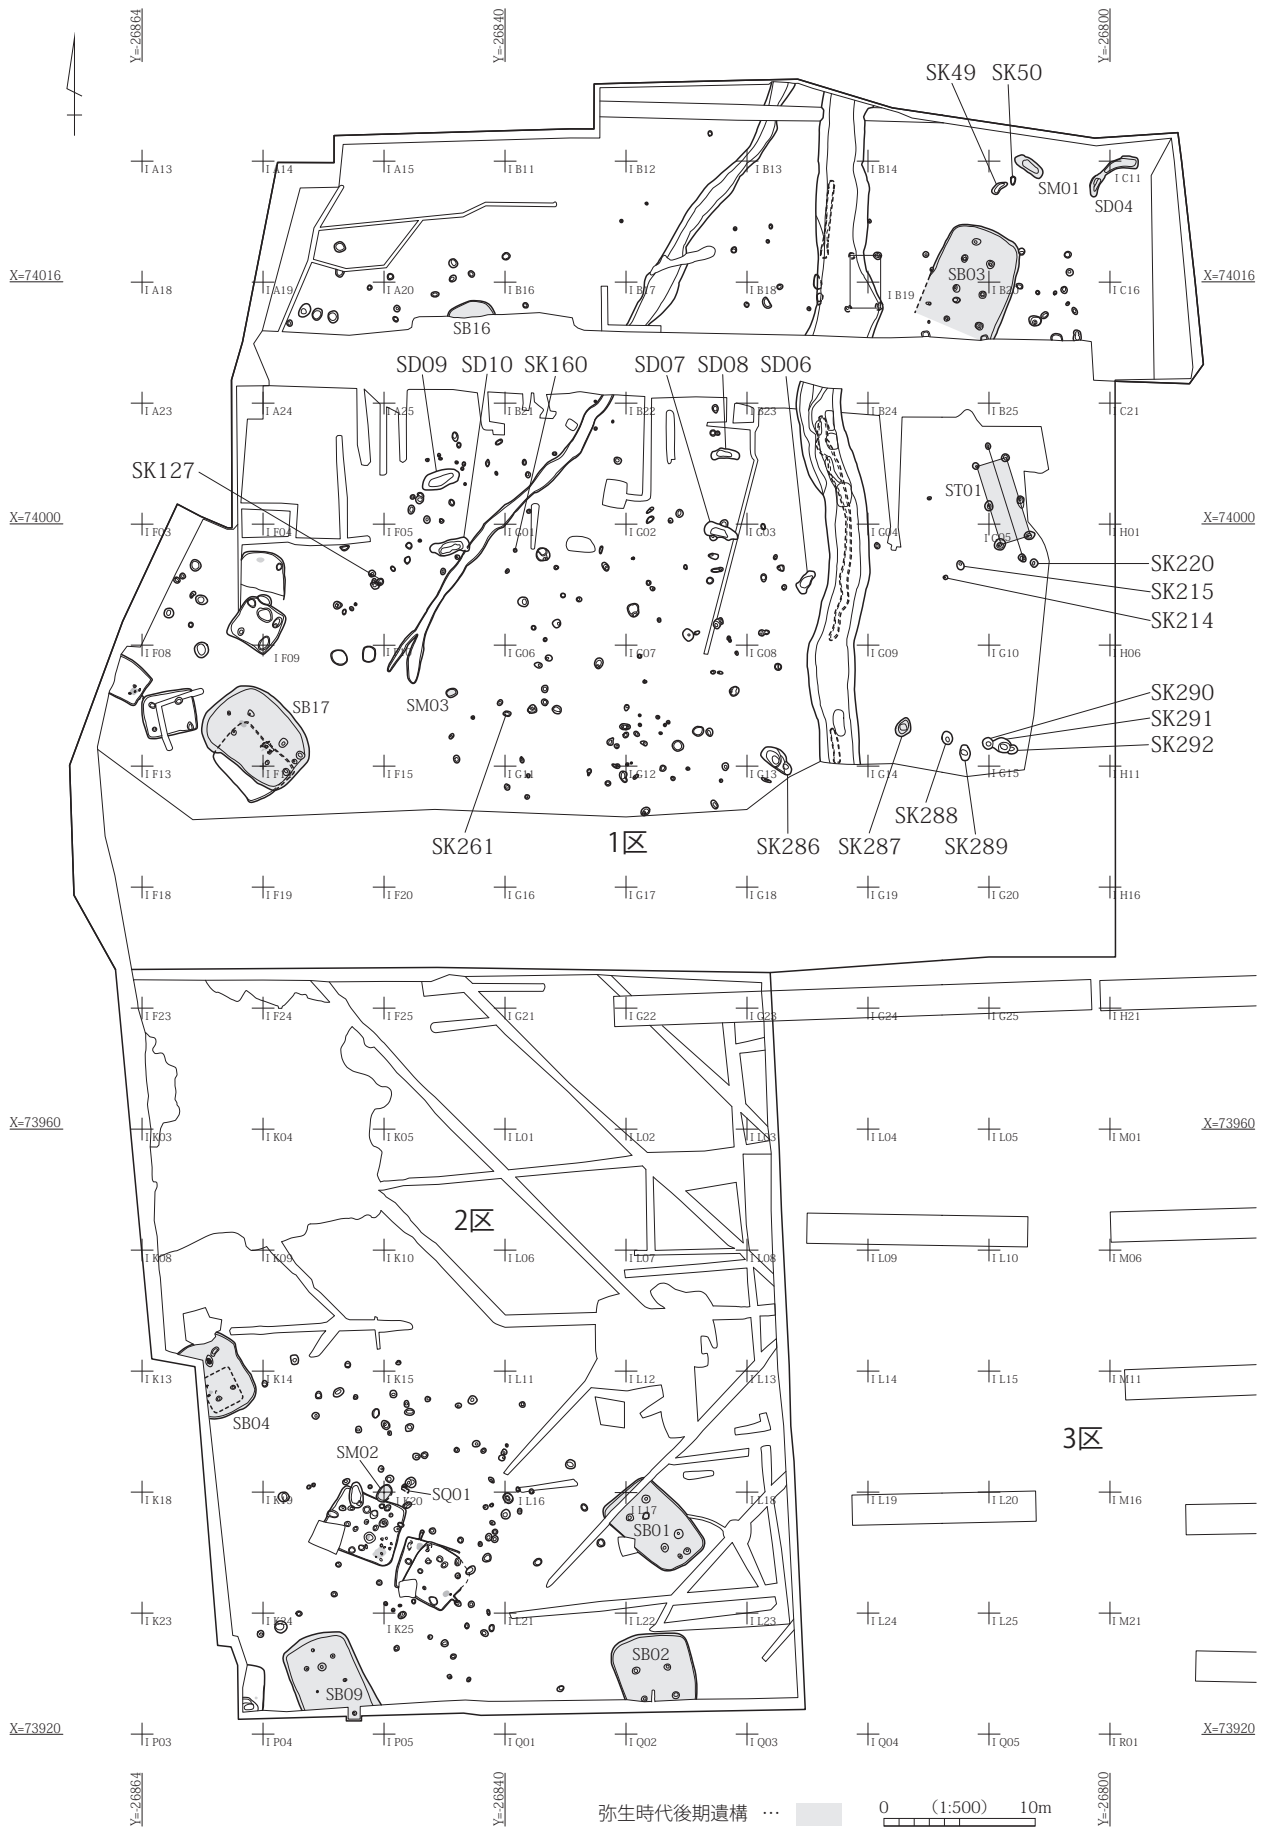 Y=-26864
Y=-26840
Y=-26800
SK49 SK50
I A13 I A14 I A15 I B11 I B12 I B13 I B14 I C11
SM01
SD04
X=74016 X=74016
SB03
I A18 I A19 I A20 I B16 I B17 I B18 I B19 I B20 I C16
SB16
SD09 SD10 SK160 SD07 SD08 SD06
I A23 I A24 I A25 I B21 I B22 I B23 I B24 I B25 I C21
SK127
ST01
X=74000 X=74000
I F03 I F04 I F05 I G01 I G02 I G03 I G04 I G05 I H01
SK220
SK215
SK214
I F08 I F09 I F10 I G06 I G07 I G08 I G09 I G10 I H06
SK290
SB17 SM03
SK291
SK292
I F13 I F14 I F15 I G11 I G12 I G13 I G14 I G15 I H11
SK288
SK261 1区 SK286 SK287 SK289
I F18 I F19 I F20 I G16 I G17 I G18 I G19 I G20 I H16
I F23 I F24 I F25 I G21 I G22 I G23 I G24 I G25 I H21
X=73960 X=73960
I K03 I K04 I K05 I L01 I L02 I L03 I L04 I L05 I M01
2区
I K08 I K09 I K10 I L06 I L07 I L08 I L09 I L10 I M06
I K13 I K14 I K15 I L11 I L12 I L13 I L14 I L15 I M11
SB04
3区
SM02
SQ01
I K18 I K19 I K20 I L16 I L17 I L18 I L19 I L20 I M16
SB01
I K23 I K24 I K25 I L21 I L22 I L23 I L24 I L25 I M21
SB02
SB09
X=73920 X=73920
I P03 I P04 I P05 I Q01 I Q02 I Q03 I Q04 I Q05 I R01
Y=-26864
Y=-26840
Y=-26800
弥生時代後期遺構 …
0 (1:500) 10m